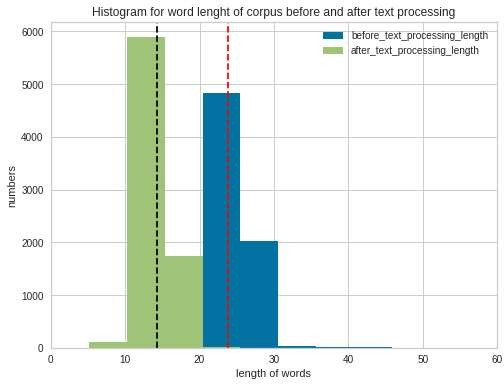 Histogram for word lenght of corpus before and after text processing
before_text_processing_length
after_text_processing_length
6000
5000
4000
3000
2000
1000
0
numbers
0 10 20 30 40 50 60
length of words